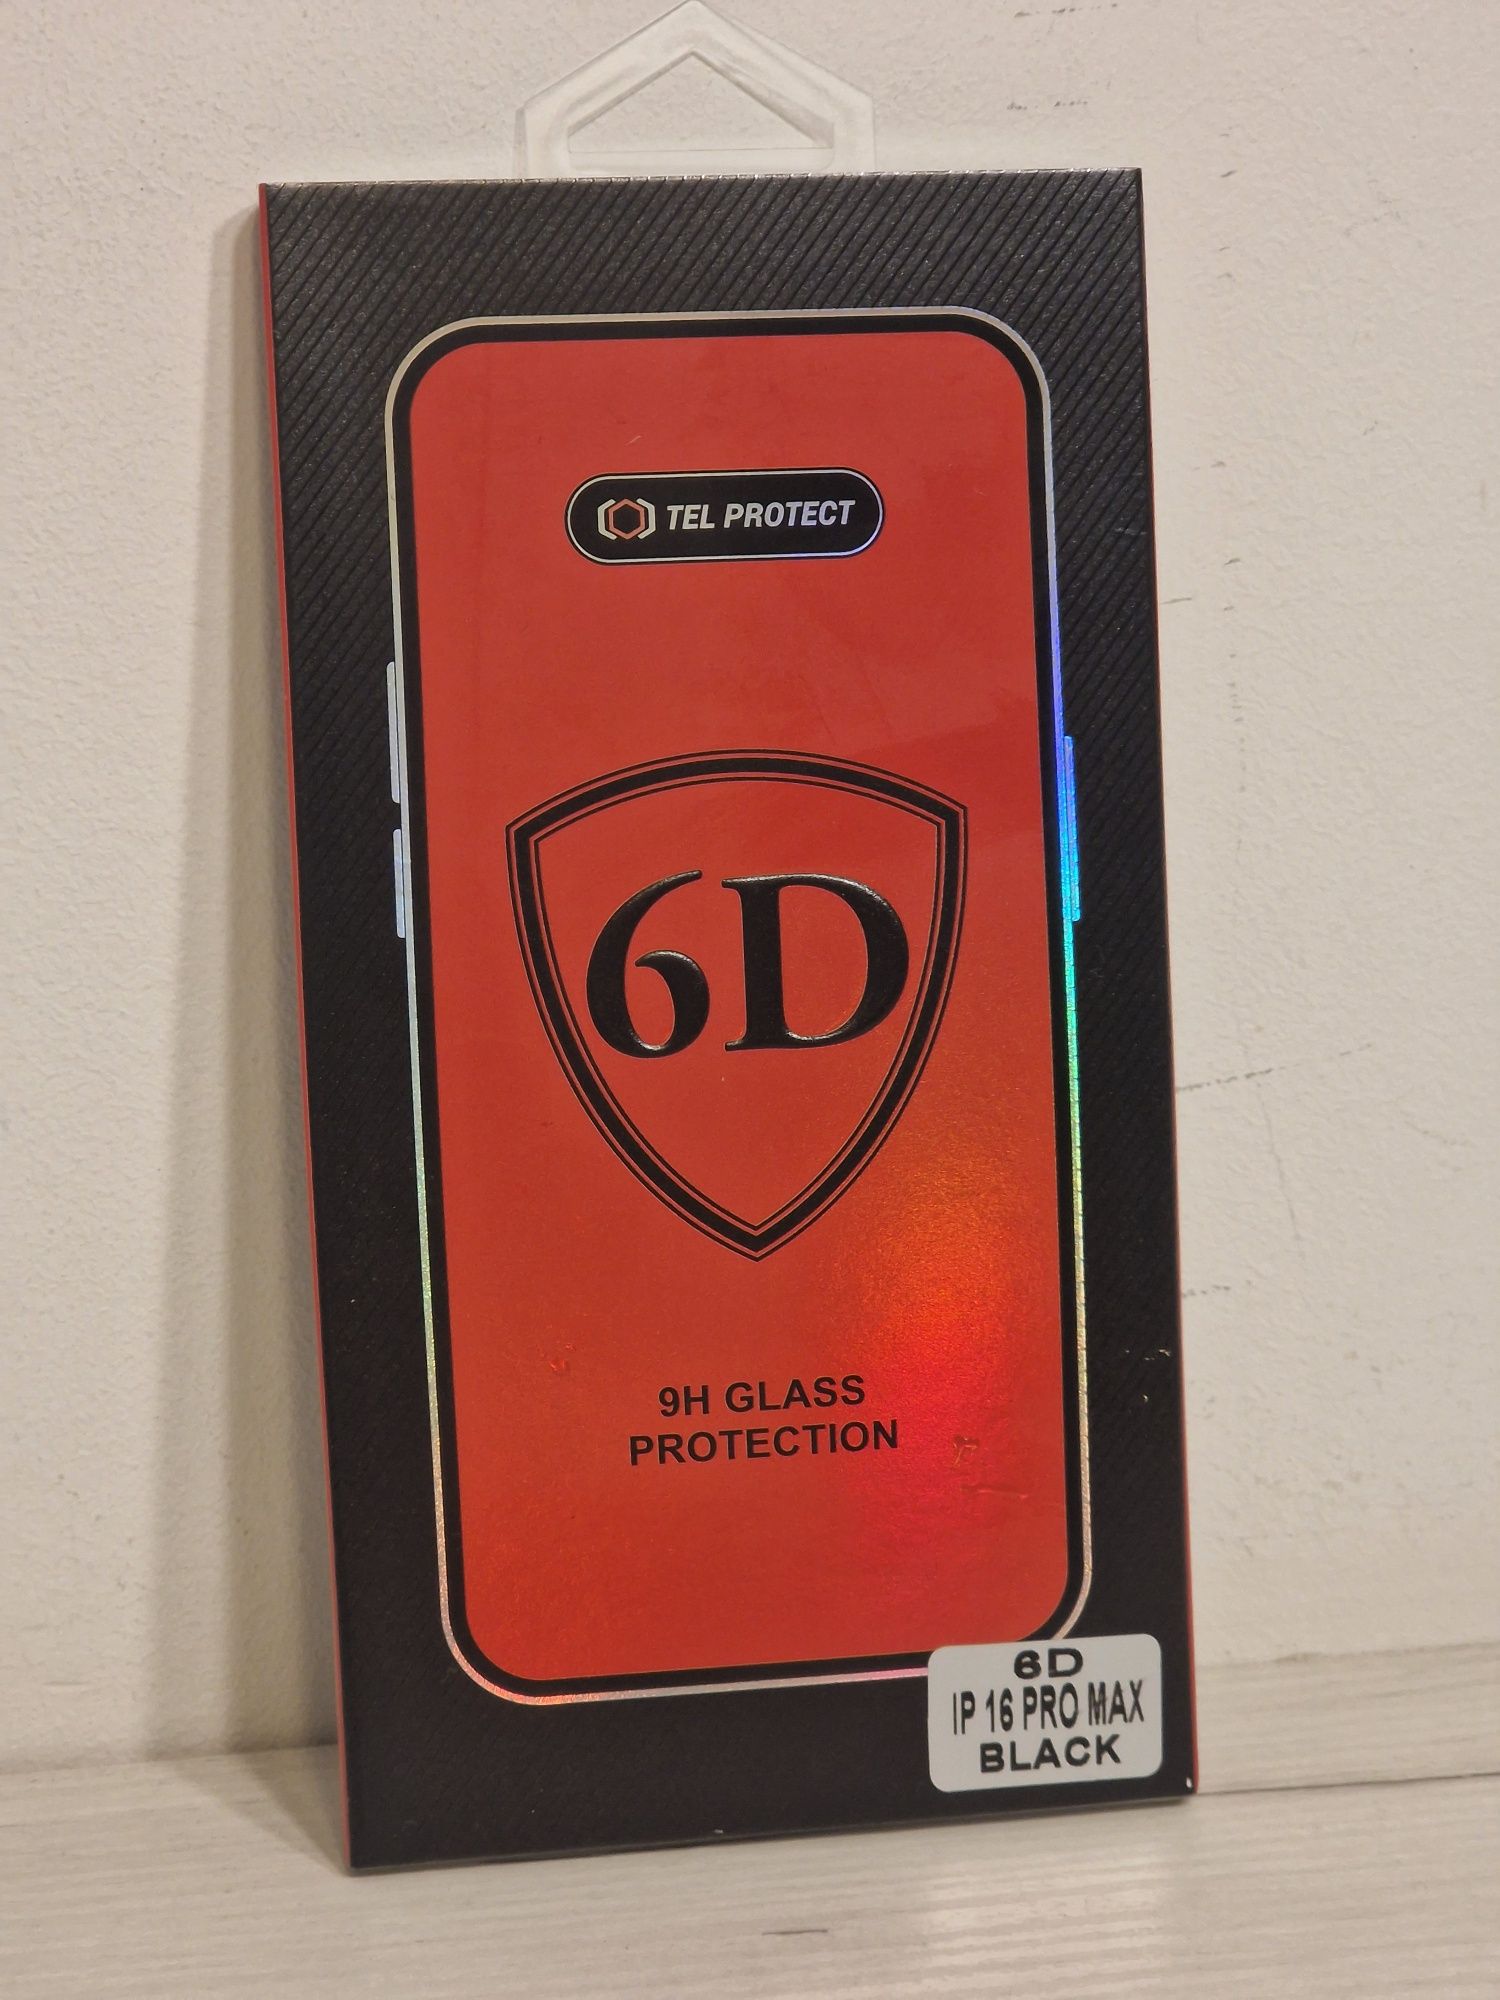 TEL PROTECT
6D
9H GLASS
PROTECTION
6D
IP 16 PRO MAX
BLACK